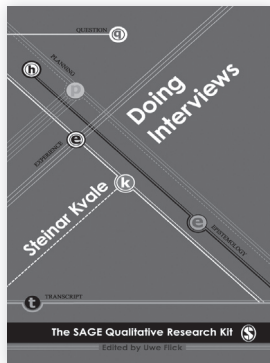 QUESTION
q
PLANNING
h
p
Doing
Interviews
EXPERIENCE
e
k
Steinar Kvale
e
EPISTEMOLOGY
t
TRANSCRIPT
The SAGE Qualitative Research Kit
S
Edited by Uwe Flick